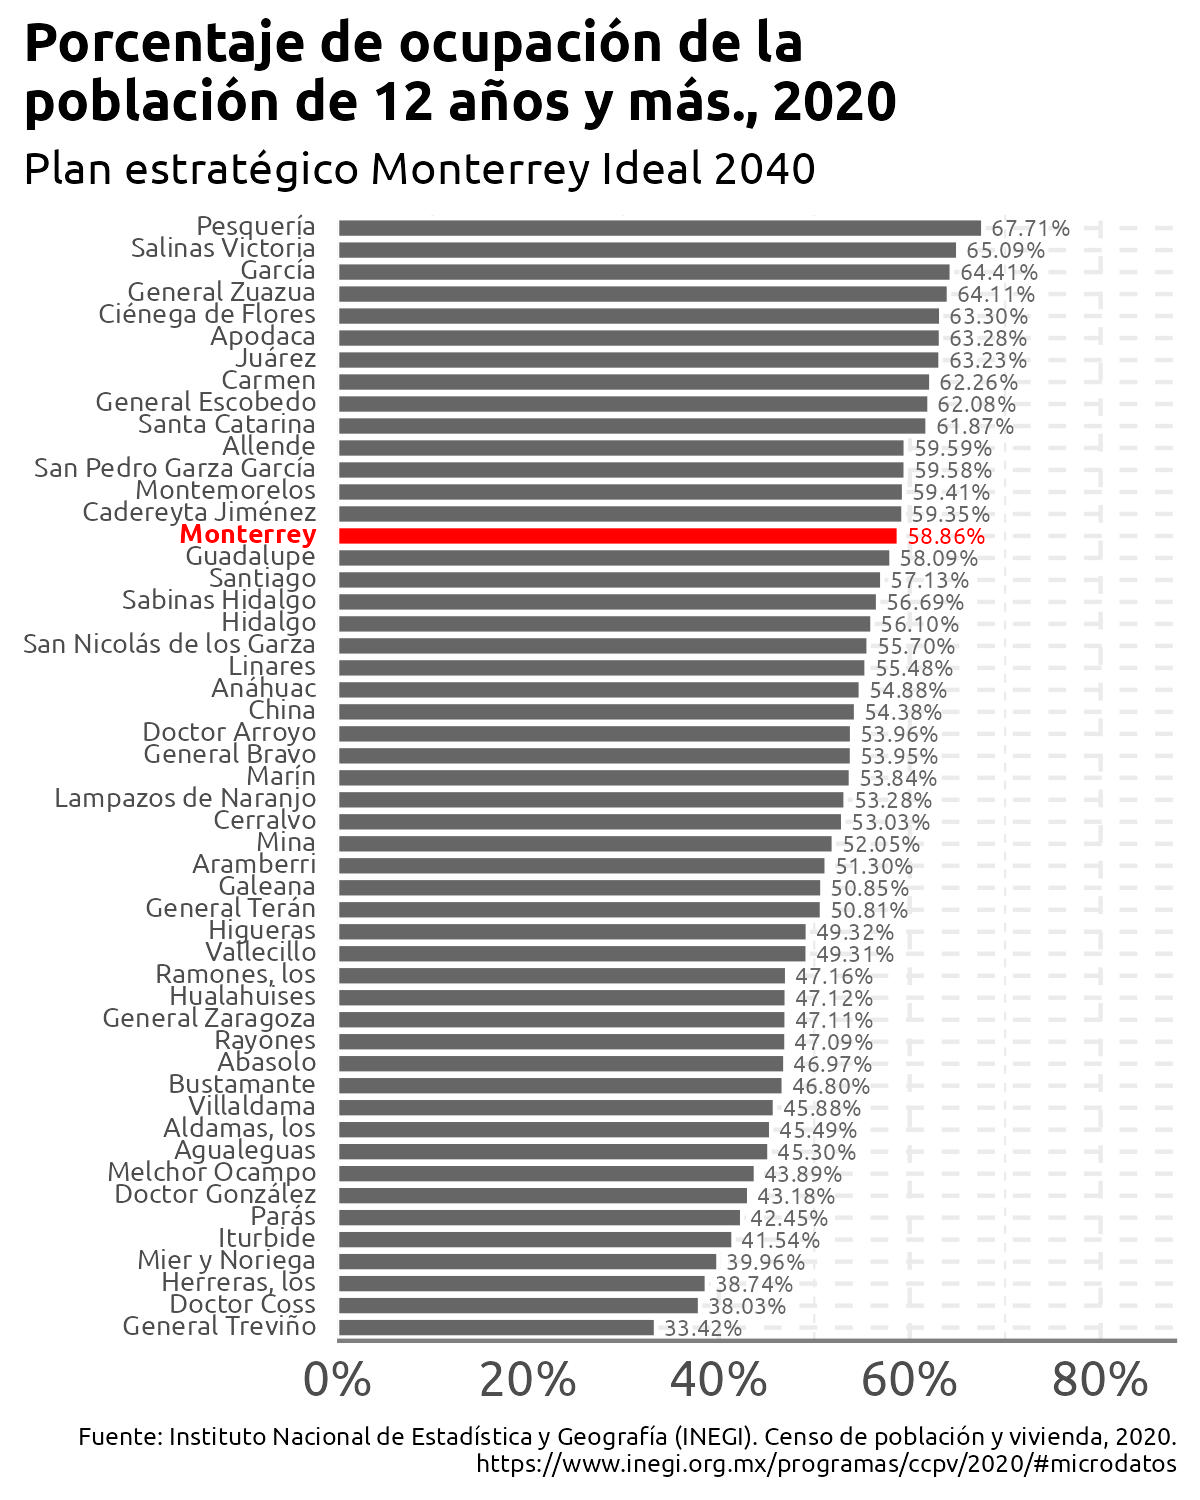 Porcentaje de ocupación de la
población de 12 años y más., 2020
Plan estratégico Monterrey Ideal 2040
Pesquería 67.71%
Salinas Victoria 65.09%
García 64.41%
General Zuazua 64.11%
Ciénega de Flores 63.30%
Apodaca 63.28%
Juárez 63.23%
Carmen 62.26%
General Escobedo 62.08%
Santa Catarina 61.87%
Allende 59.59%
San Pedro Garza García 59.58%
Montemorelos 59.41%
Cadereyta Jiménez 59.35%
Monterrey 58.86%
Guadalupe 58.09%
Santiago 57.13%
Sabinas Hidalgo 56.69%
Hidalgo 56.10%
San Nicolás de los Garza 55.70%
Linares 55.48%
Anáhuac 54.88%
China 54.38%
Doctor Arroyo 53.96%
General Bravo 53.95%
Marín 53.84%
Lampazos de Naranjo 53.28%
Cerralvo 53.03%
Mina 52.05%
Aramberri 51.30%
Galeana 50.85%
General Terán 50.81%
Higueras 49.32%
Vallecillo 49.31%
Ramones, los 47.16%
Hualahuises 47.12%
General Zaragoza 47.11%
Rayones 47.09%
Abasolo 46.97%
Bustamante 46.80%
Villaldama 45.88%
Aldamas, los 45.49%
Agualeguas 45.30%
Melchor Ocampo 43.89%
Doctor González 43.18%
Parás 42.45%
Iturbide 41.54%
Mier y Noriega 39.96%
Herreras, los 38.74%
Doctor Coss 38.03%
General Treviño 33.42%
0% 20% 40% 60% 80%
Fuente: Instituto Nacional de Estadística y Geografía (INEGI). Censo de población y vivienda, 2020.
https://www.inegi.org.mx/programas/ccpv/2020/#microdatos